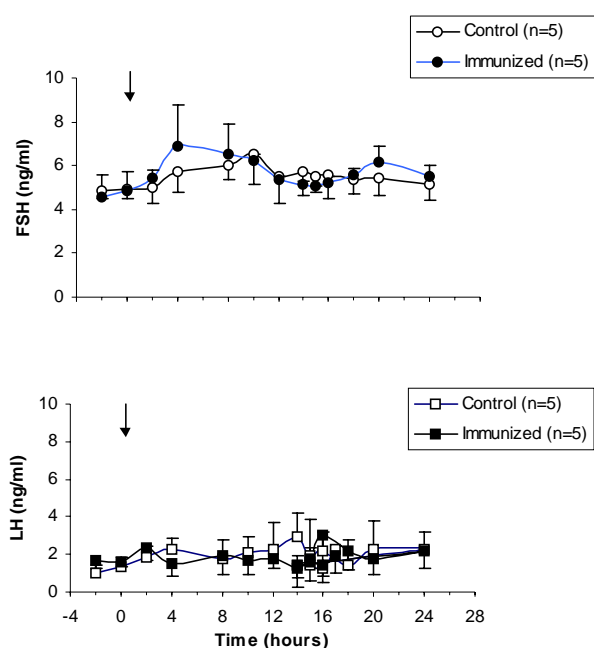 Control (n=5)
Immunized (n=5)
10
8
6
4
2
0
FSH (ng/ml)
Control (n=5)
Immunized (n=5)
10
8
6
4
2
0
LH (ng/ml)
-4 0 4 8 12 16 20 24 28
Time (hours)